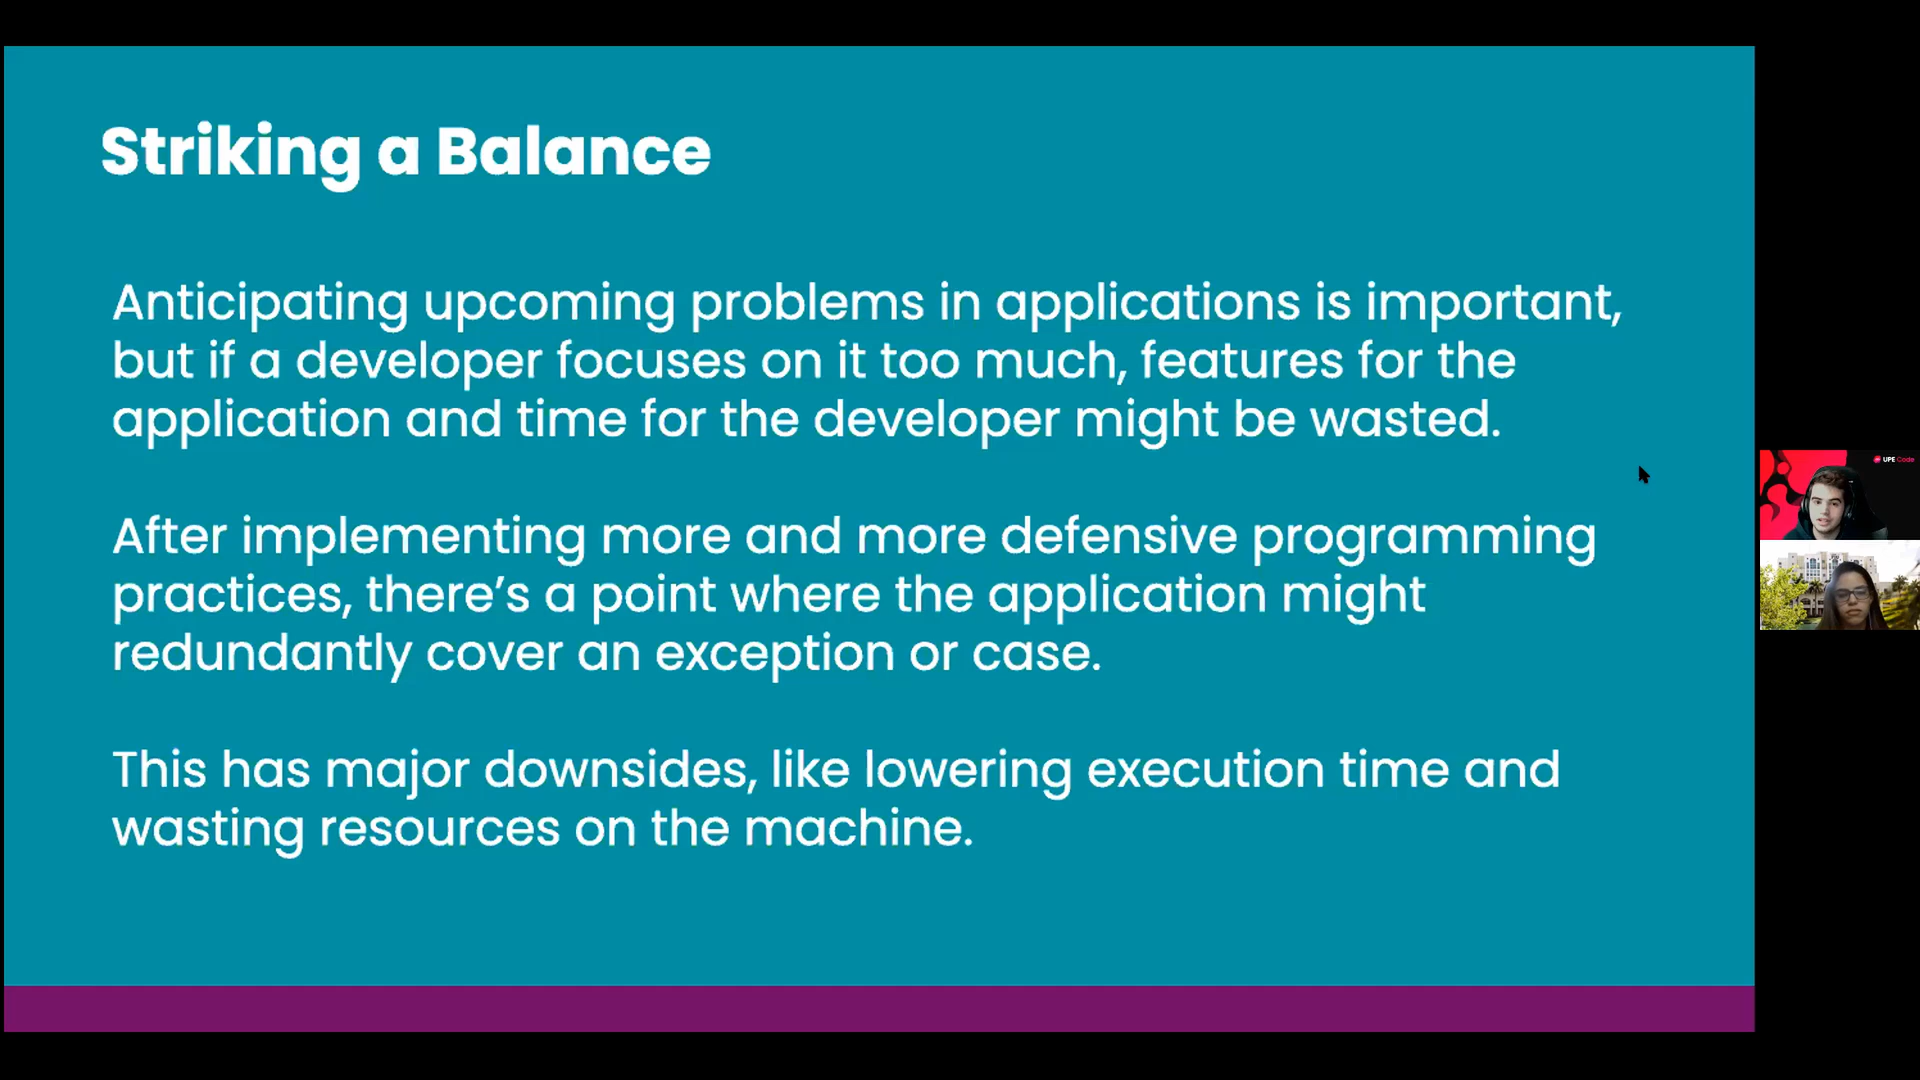 Striking a Balance
Anticipating upcoming problems in applications is important,
but if a developer focuses on it too much, features for the
application and time for the developer might be wasted.
After implementing more and more defensive programming
practices, there’s a point where the application might
redundantly cover an exception or case.
This has major downsides, like lowering execution time and
wasting resources on the machine.
UPE Code